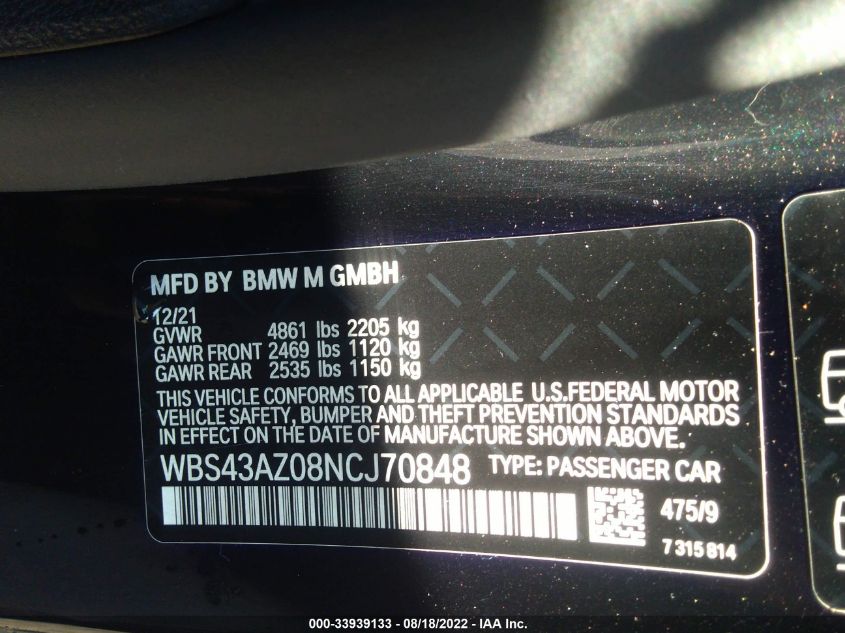 MFD BY BMW M GMBH
12/21
GVWR 4861 lbs 2205 kg
GAWR FRONT 2469 lbs 1120 kg
GAWR REAR 2535 lbs 1150 kg
THIS VEHICLE CONFORMS TO ALL APPLICABLE U.S.FEDERAL MOTOR
VEHICLE SAFETY, BUMPER AND THEFT PREVENTION STANDARDS
IN EFFECT ON THE DATE OF MANUFACTURE SHOWN ABOVE.
WBS43AZ08NCJ70848 TYPE: PASSENGER CAR
475/9
7 315 814
000-33939133 - 08/18/2022 - © IAA, Inc.